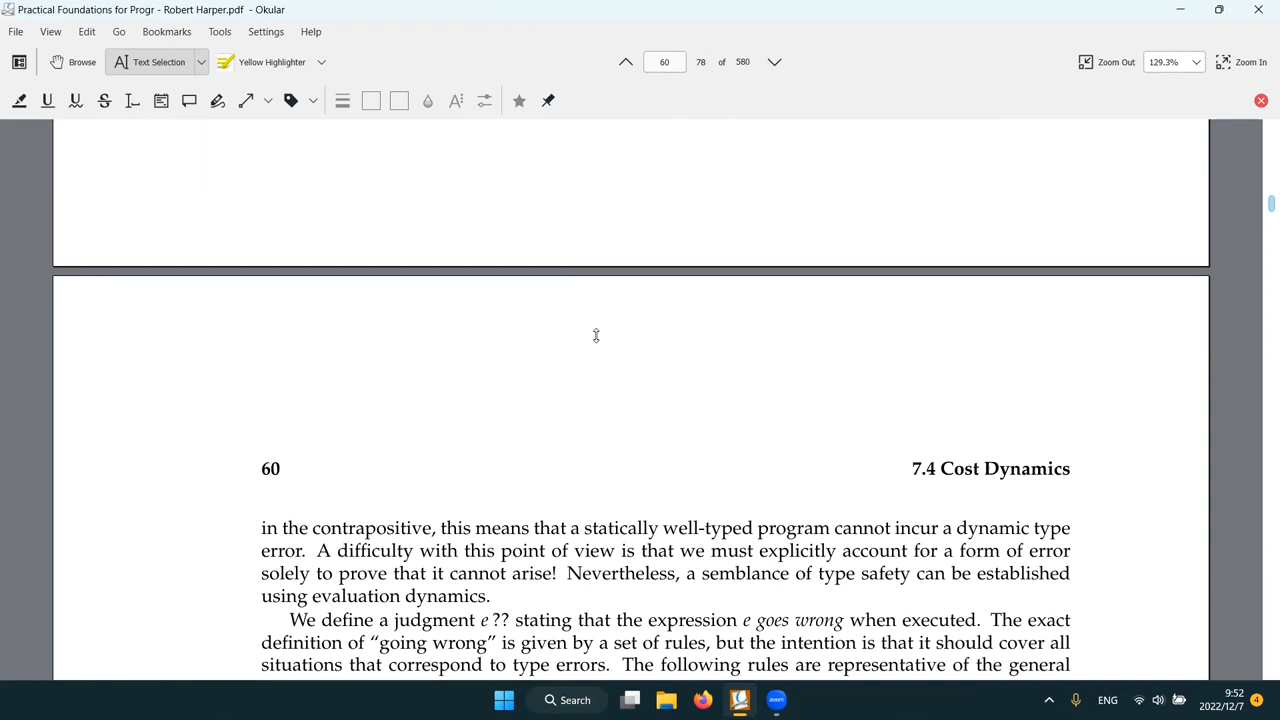 Practical Foundations for Progr - Robert Harper.pdf - Okular
File View Edit Go Bookmarks Tools Settings Help
Browse Text Selection Yellow Highlighter 60 78 of 580 Zoom Out 129.3% Zoom In
60 7.4 Cost Dynamics
in the contrapositive, this means that a statically well-typed program cannot incur a dynamic type
error. A difficulty with this point of view is that we must explicitly account for a form of error
solely to prove that it cannot arise! Nevertheless, a semblance of type safety can be established
using evaluation dynamics.
We define a judgment e ?? stating that the expression e goes wrong when executed. The exact
definition of “going wrong” is given by a set of rules, but the intention is that it should cover all
situations that correspond to type errors. The following rules are representative of the general
Search zoom ENG 9:52
2022/12/7 4